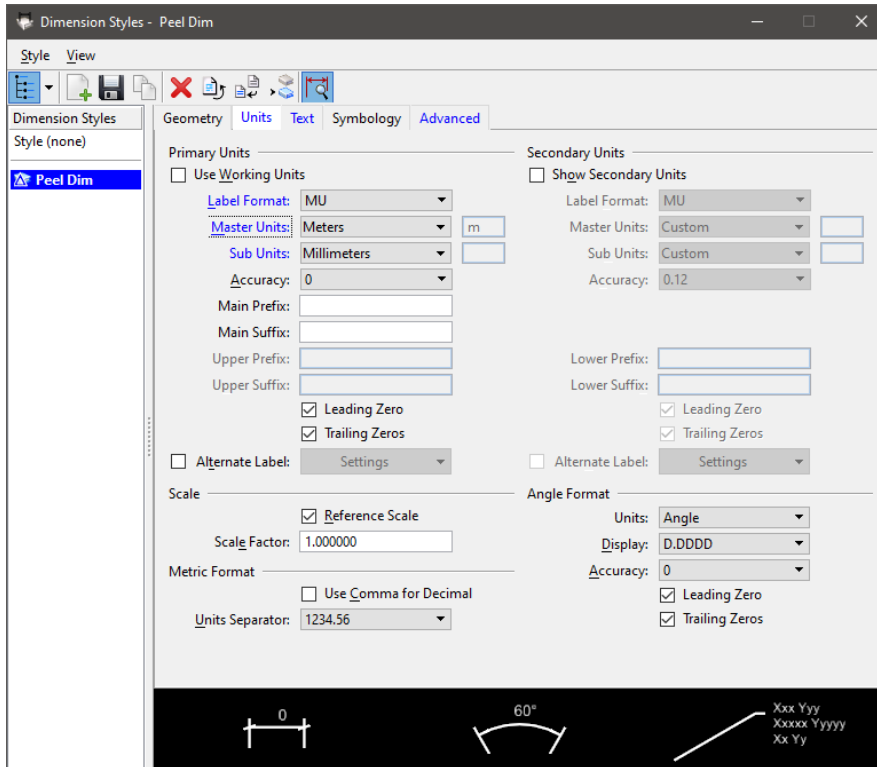 Dimension Styles - Peel Dim
Style View
Dimension Styles
Style (none)
Peel Dim
Geometry Units Text Symbology Advanced
Primary Units
Use Working Units
Label Format: MU
Master Units: Meters m
Sub Units: Millimeters
Accuracy: 0
Main Prefix:
Main Suffix:
Upper Prefix:
Upper Suffix:
Leading Zero
Trailing Zeros
Alternate Label: Settings
Secondary Units
Show Secondary Units
Label Format: MU
Master Units: Custom
Sub Units: Custom
Accuracy: 0.12
Lower Prefix:
Lower Suffix:
Leading Zero
Trailing Zeros
Alternate Label: Settings
Scale
Reference Scale
Scale Factor: 1.000000
Metric Format
Use Comma for Decimal
Units Separator: 1234.56
Angle Format
Units: Angle
Display: D.DDDD
Accuracy: 0
Leading Zero
Trailing Zeros
0
60°
Xxx Yyy
Xxxxx Yyyyy
Xx Yy